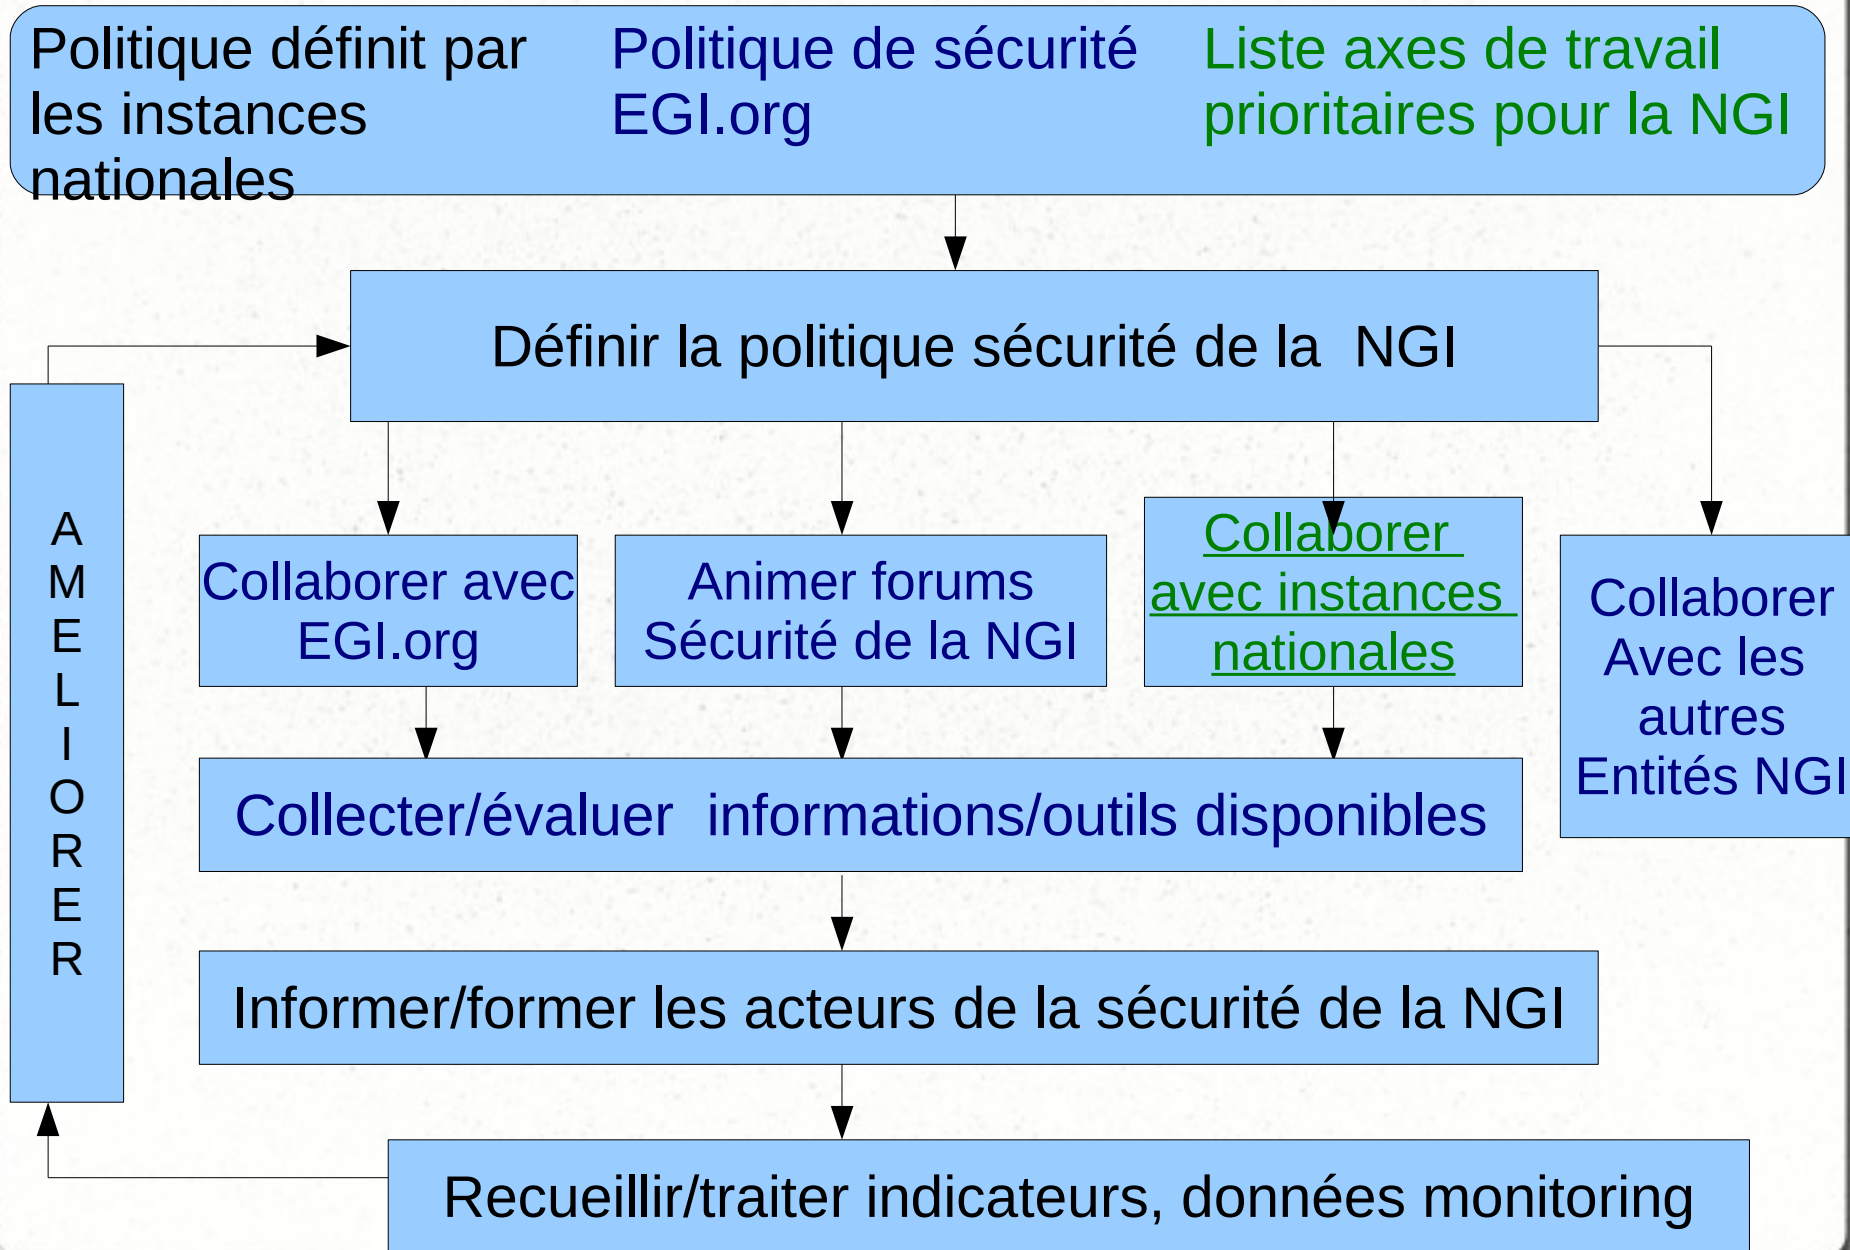 Politique définit par
les instances
nationales
Politique de sécurité
EGI.org
Liste axes de travail
prioritaires pour la NGI
Définir la politique sécurité de la NGI
A
M
E
L
I
O
R
E
R
Collaborer avec
EGI.org
Animer forums
Sécurité de la NGI
Collaborer
avec instances
nationales
Collaborer
Avec les
autres
Entités NGI
Collecter/évaluer informations/outils disponibles
Informer/former les acteurs de la sécurité de la NGI
Recueillir/traiter indicateurs, données monitoring